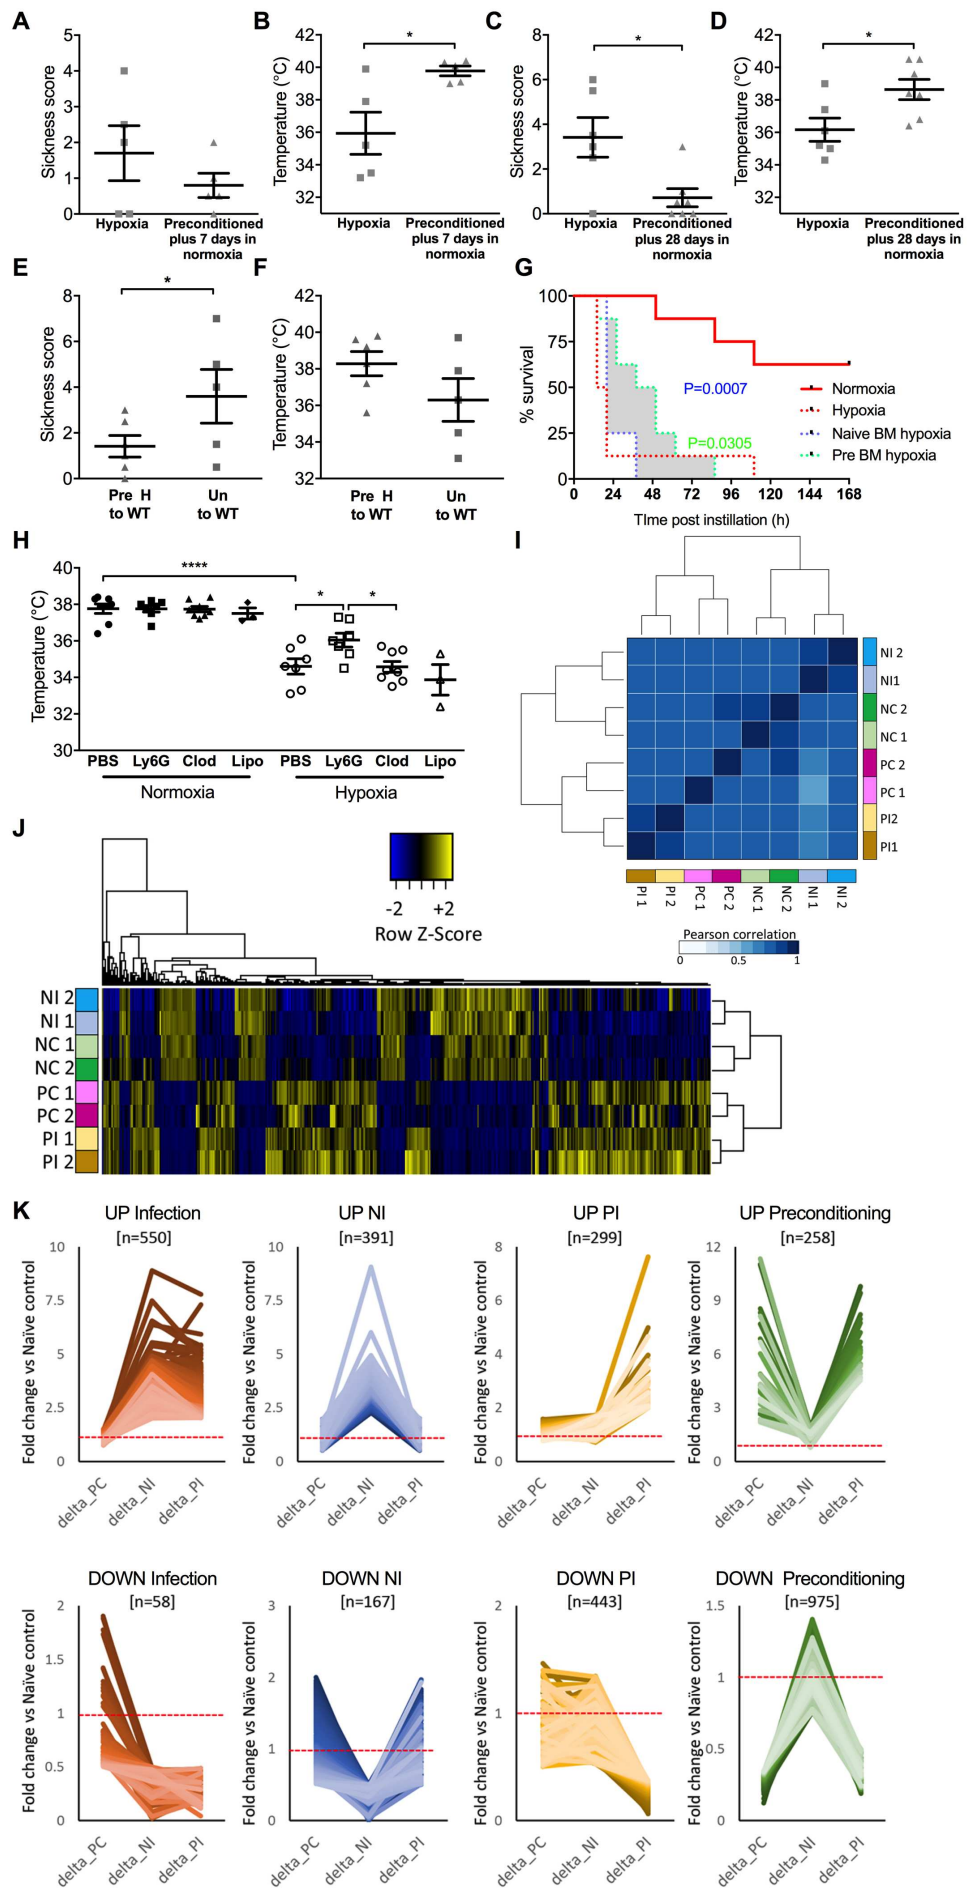 A
Sickness score
5
4
3
2
1
0
Hypoxia
Preconditioned
plus 7 days in
normoxia
B
Temperature (°C)
42
40
38
36
34
32
*
Hypoxia
Preconditioned
plus 7 days in
normoxia
C
Sickness score
8
6
4
2
0
*
Hypoxia
Preconditioned
plus 28 days in
normoxia
D
Temperature (°C)
42
40
38
36
34
32
*
Hypoxia
Preconditioned
plus 28 days in
normoxia
E
Sickness score
8
6
4
2
0
*
Pre H
to WT
Un
to WT
F
Temperature (°C)
42
40
38
36
34
32
Pre H
to WT
Un
to WT
G
% survival
100
75
50
25
0
P=0.0007
P=0.0305
Normoxia
Hypoxia
Naive BM hypoxia
Pre BM hypoxia
0 24 48 72 96 120 144 168
TIme post instillation (h)
H
Temperature (°C)
40
38
36
34
32
30
****
*
*
PBS Ly6G Clod Lipo PBS Ly6G Clod Lipo
Normoxia
Hypoxia
I
NI 2
NI1
NC 2
NC 1
PC 2
PC 1
PI2
PI1
PI 1
PI 2
PC 1
PC 2
NC 1
NC 2
NI 1
NI 2
Pearson correlation
0 0.5 1
J
-2 +2
Row Z-Score
NI 2
NI 1
NC 1
NC 2
PC 1
PC 2
PI 1
PI 2
K
UP Infection
[n=550]
Fold change vs Naïve control
10
7.5
5
2.5
0
delta_PC
delta_NI
delta_PI
UP NI
[n=391]
Fold change vs Naïve control
10
7.5
5
2.5
0
delta_PC
delta_NI
delta_PI
UP PI
[n=299]
Fold change vs Naïve control
8
6
4
2
0
delta_PC
delta_NI
delta_PI
UP Preconditioning
[n=258]
Fold change vs Naïve control
12
9
6
3
0
delta_PC
delta_NI
delta_PI
DOWN Infection
[n=58]
Fold change vs Naïve control
2
1.5
1
0.5
0
delta_PC
delta_NI
delta_PI
DOWN NI
[n=167]
Fold change vs Naïve control
3
2
1
0
delta_PC
delta_NI
delta_PI
DOWN PI
[n=443]
Fold change vs Naïve control
2
1
0
delta_PC
delta_NI
delta_PI
DOWN Preconditioning
[n=975]
Fold change vs Naïve control
1.5
1
0.5
0
delta_PC
delta_NI
delta_PI